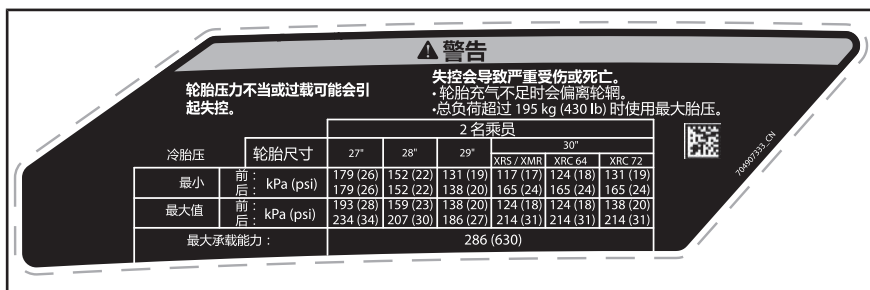 警告
轮胎压力不当或过载可能会引
起失控。
失控会导致严重受伤或死亡。
• 轮胎充气不足时会偏离轮辋。
•总负荷超过 195 kg (430 lb) 时使用最大胎压。
2 名乘员
冷胎压 轮胎尺寸 27" 28" 29" 30"
XRS / XMR XRC 64 XRC 72
最小 前: kPa (psi) 179 (26) 152 (22) 131 (19) 117 (17) 124 (18) 131 (19)
后: 179 (26) 152 (22) 138 (20) 165 (24) 165 (24) 165 (24)
最大值 前: kPa (psi) 193 (28) 159 (23) 138 (20) 124 (18) 124 (18) 138 (20)
后: 234 (34) 207 (30) 186 (27) 214 (31) 214 (31) 214 (31)
最大承载能力: 286 (630)
704907333_CN